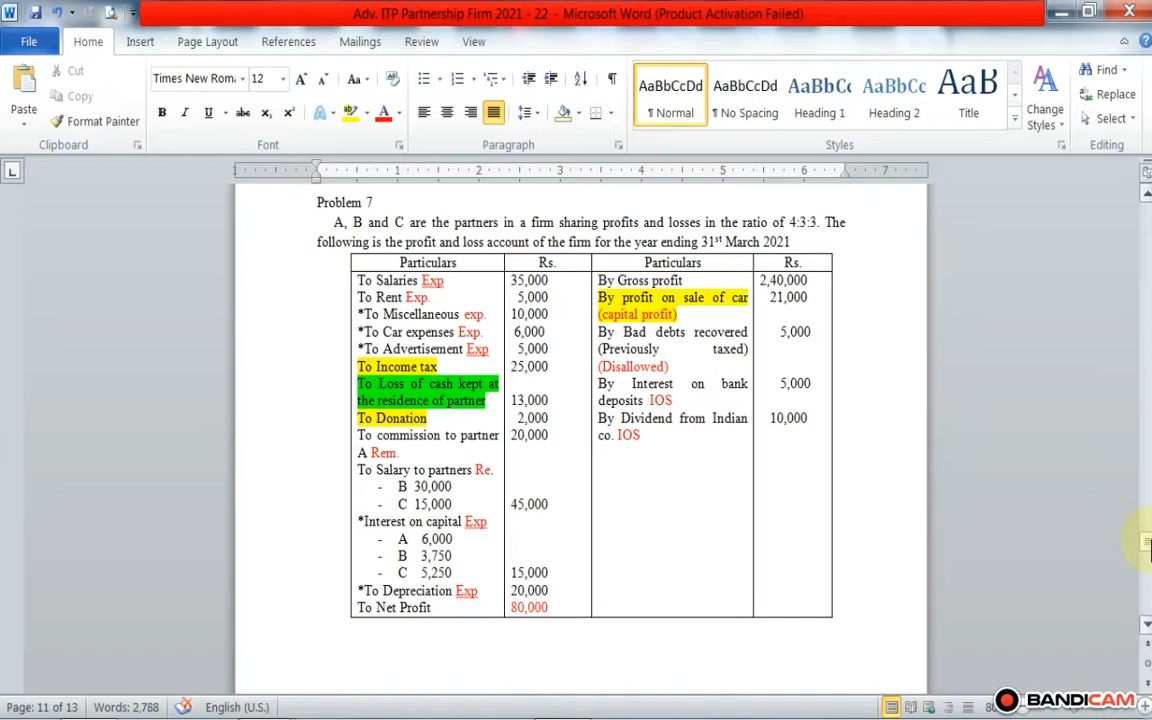 Adv. ITP Partnership Firm 2021 - 22 - Microsoft Word (Product Activation Failed)
File Home Insert Page Layout References Mailings Review View
Cut
Copy
Paste
Format Painter
Times New Rom 12
Aa
AaBbCcDd AaBbCcDd AaBbCc AaBbCc AaB
¶ Normal ¶ No Spacing Heading 1 Heading 2 Title
Change Styles
Find
Replace
Select
Clipboard Font Paragraph Styles Editing
1 1 2 3 4 5 6 7
Problem 7
A, B and C are the partners in a firm sharing profits and losses in the ratio of 4:3:3. The
following is the profit and loss account of the firm for the year ending 31st March 2021
Particulars Rs. Particulars Rs.
To Salaries Exp 35,000 By Gross profit 2,40,000
To Rent Exp. 5,000 By profit on sale of car 21,000
*To Miscellaneous exp. 10,000 (capital profit)
*To Car expenses Exp. 6,000 By Bad debts recovered 5,000
*To Advertisement Exp 5,000 (Previously taxed)
To Income tax 25,000 (Disallowed)
To Loss of cash kept at By Interest on bank 5,000
the residence of partner 13,000 deposits IOS
To Donation 2,000 By Dividend from Indian 10,000
To commission to partner 20,000 co. IOS
A Rem.
To Salary to partners Re.
- B 30,000
- C 15,000 45,000
*Interest on capital Exp
- A 6,000
- B 3,750
- C 5,250 15,000
*To Depreciation Exp 20,000
To Net Profit 80,000
Page: 11 of 13 Words: 2,788 English (U.S.)
BANDICAM